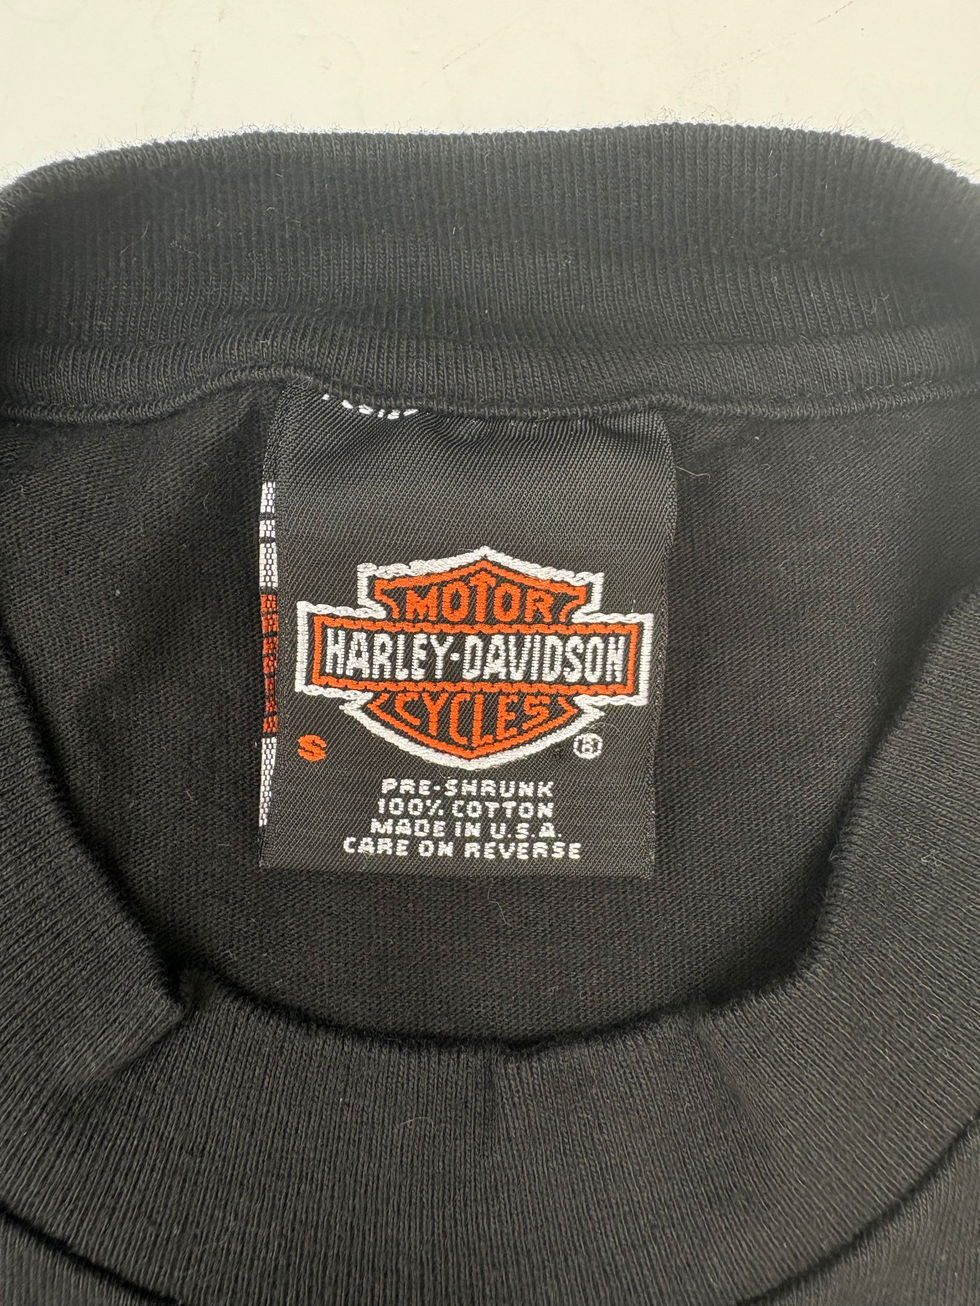 MOTOR
HARLEY-DAVIDSON
CYCLES
S
®
PRE-SHRUNK
100% COTTON
MADE IN U.S.A.
CARE ON REVERSE